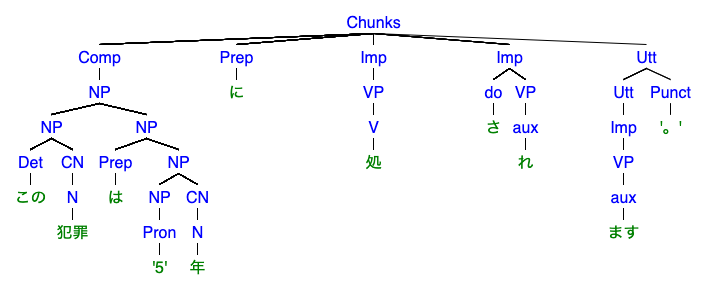 Chunks
Comp Prep Imp Imp Utt
NP に VP do VP Utt Punct
NP NP V さ aux Imp '。'
Det CN Prep NP 処 れ VP
この N は NP CN aux
犯罪 Pron N ます
'5' 年